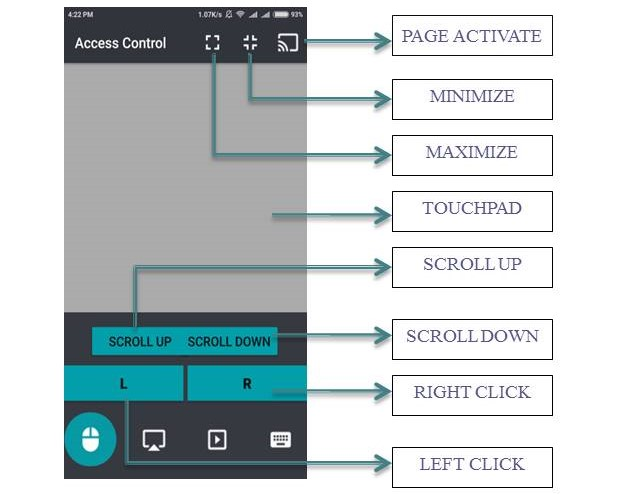 4:22 PM 1.07K/s 93%
Access Control
PAGE ACTIVATE
MINIMIZE
MAXIMIZE
TOUCHPAD
SCROLL UP
SCROLL UP SCROLL DOWN
SCROLL DOWN
L R
RIGHT CLICK
LEFT CLICK